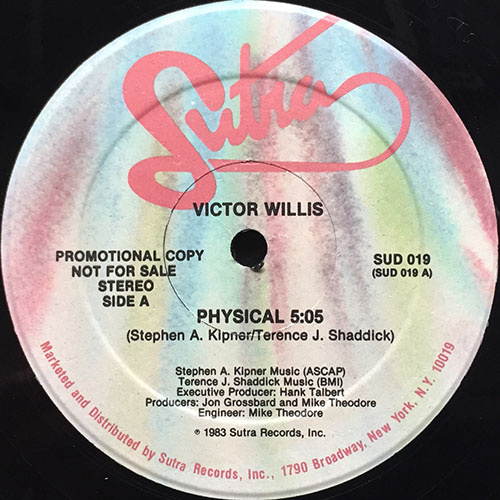 Sutra
VICTOR WILLIS
PROMOTIONAL COPY
NOT FOR SALE
STEREO
SIDE A
SUD 019
(SUD 019 A)
PHYSICAL 5:05
(Stephen A. Kipner/Terence J. Shaddick)
Stephen A. Kipner Music (ASCAP)
Terence J. Shaddick Music (BMI)
Executive Producer: Hank Talbert
Producers: Jon Grossbard and Mike Theodore
Engineer: Mike Theodore
℗ 1983 Sutra Records, Inc.
Marketed and Distributed by Sutra Records, Inc., 1790 Broadway, New York, N.Y. 10019